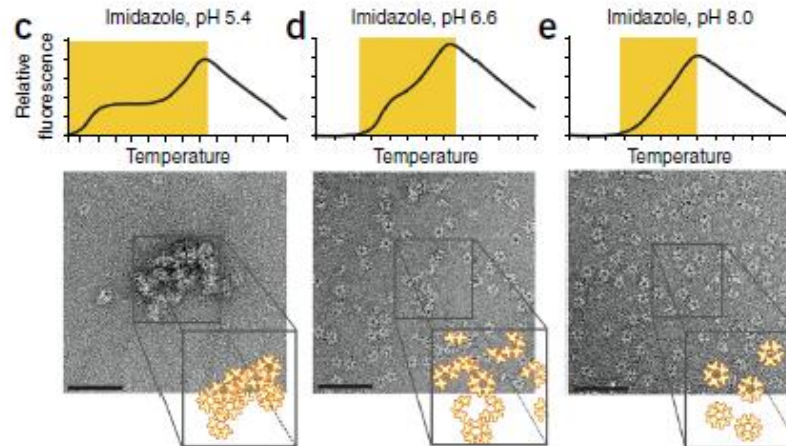 c Imidazole, pH 5.4
d Imidazole, pH 6.6
e Imidazole, pH 8.0
Relative
fluorescence
Temperature
Temperature
Temperature